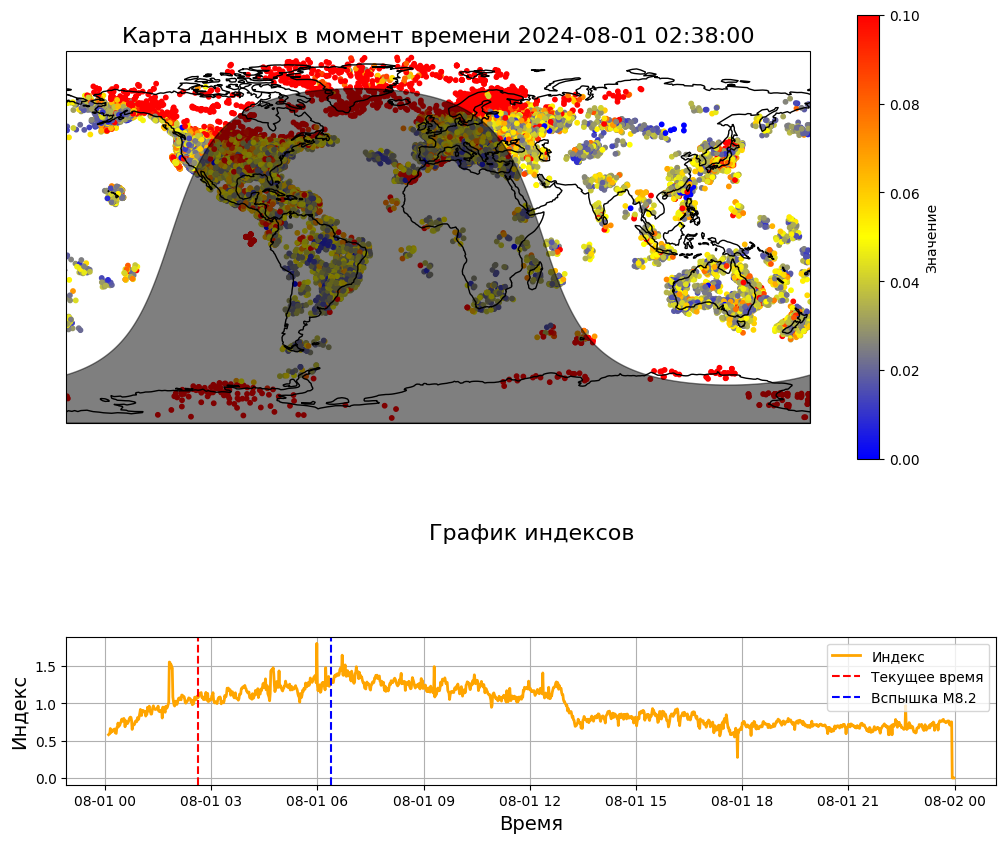 Карта данных в момент времени 2024-08-01 02:38:00
0.10
0.08
0.06
0.04
0.02
0.00
Значение
График индексов
Индекс
1.5
1.0
0.5
0.0
Индекс
Текущее время
Вспышка M8.2
08-01 00 08-01 03 08-01 06 08-01 09 08-01 12 08-01 15 08-01 18 08-01 21 08-02 00
Время